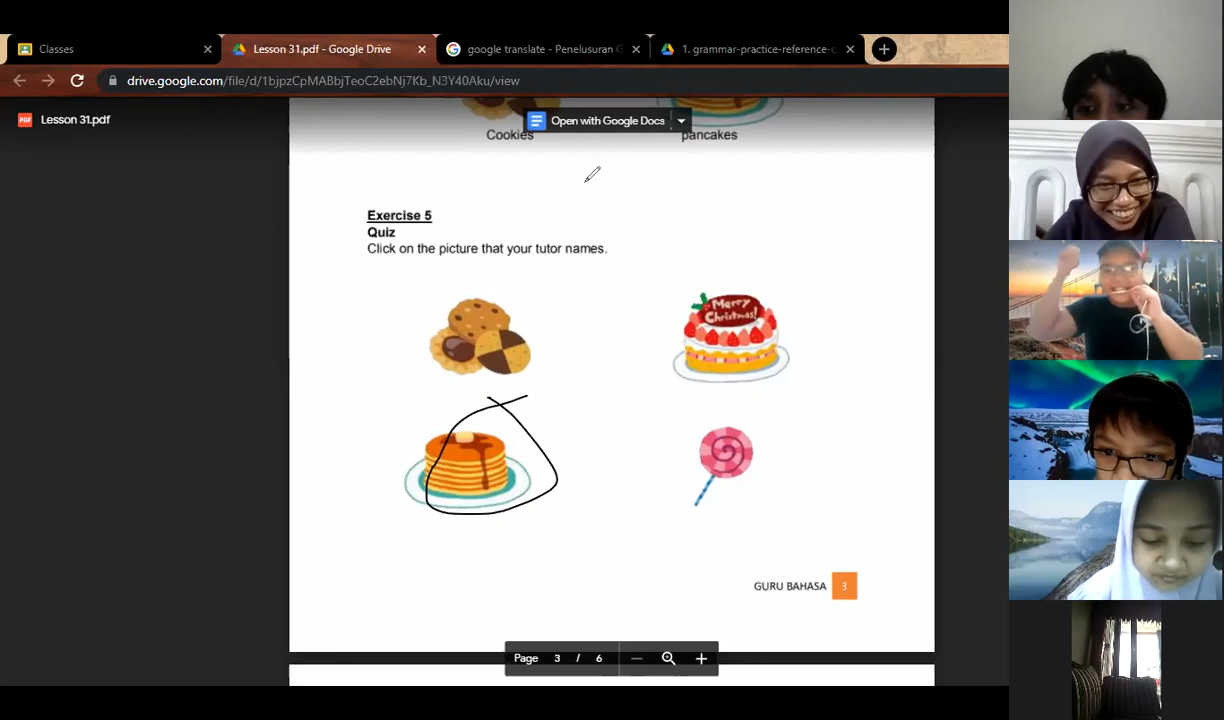 Classes
Lesson 31.pdf - Google Drive
google translate - Penelusuran G
1. grammar-practice-reference-c
drive.google.com/file/d/1bjpzCpMABbjTeoC2ebNj7Kb_N3Y40Aku/view
Lesson 31.pdf
Open with Google Docs
Cookies
pancakes
Exercise 5
Quiz
Click on the picture that your tutor names.
Merry
Christmas!
GURU BAHASA 3
Page 3 / 6